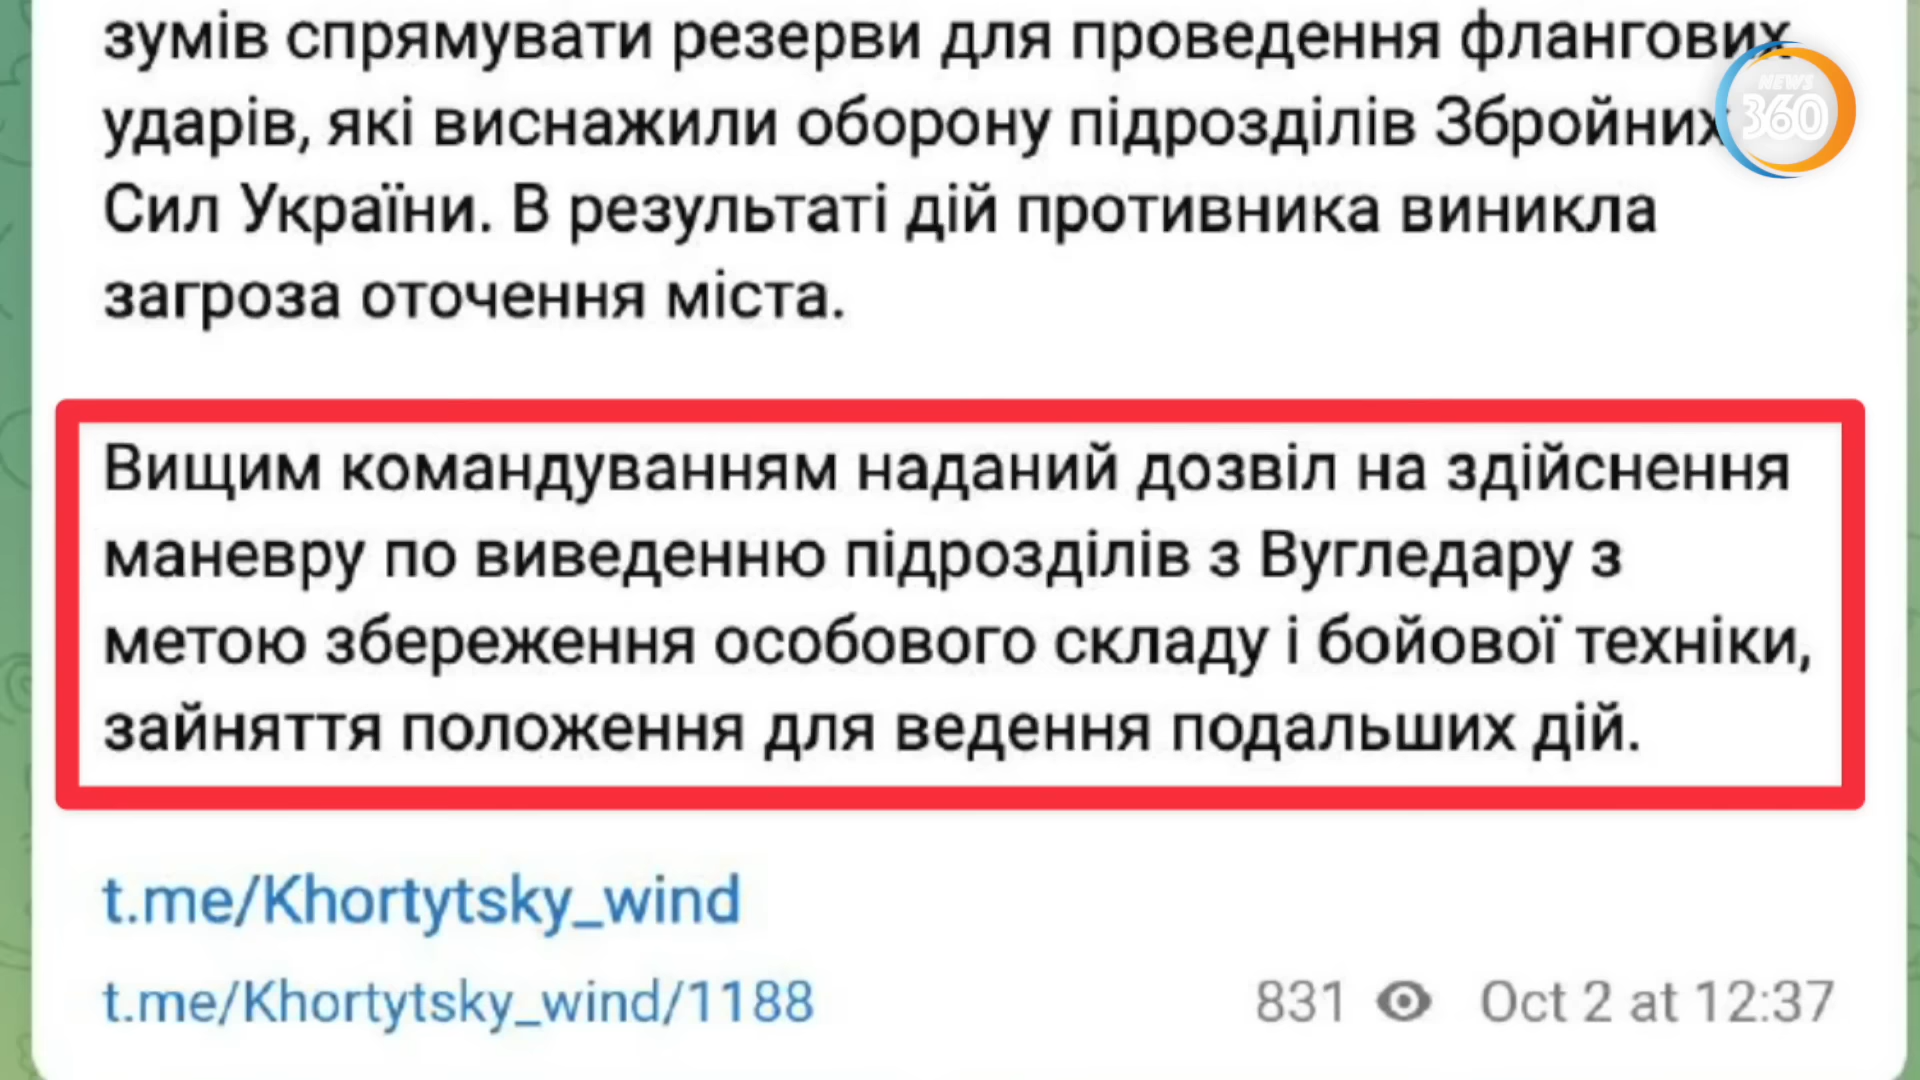 зумів спрямувати резерви для проведення флангових
ударів, які виснажили оборону підрозділів Збройних
NEWS
360
Сил України. В результаті дій противника виникла
загроза оточення міста.
Вищим командуванням наданий дозвіл на здійснення
маневру по виведенню підрозділів з Вугледару з
метою збереження особового складу і бойової техніки,
зайняття положення для ведення подальших дій.
t.me/Khortytsky_wind
t.me/Khortytsky_wind/1188
831 Oct 2 at 12:37